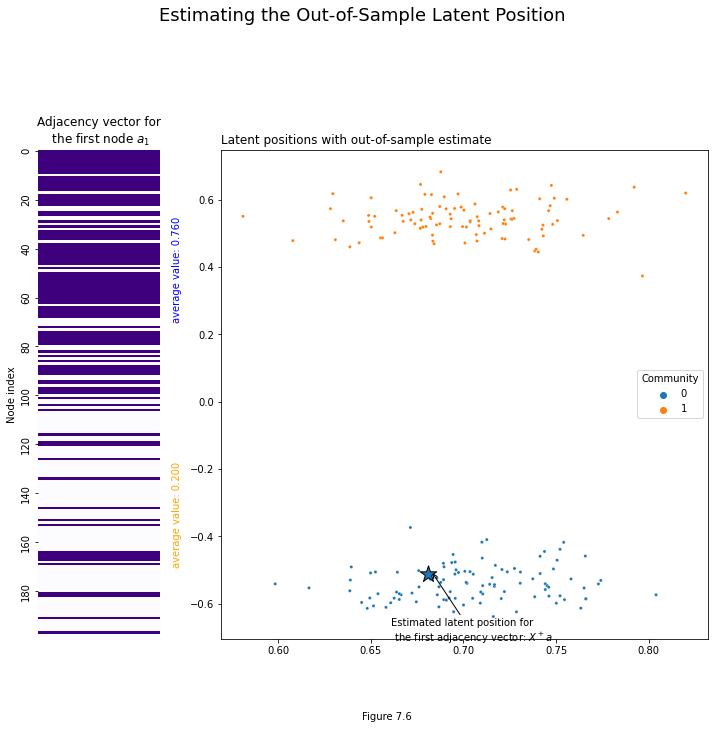 Estimating the Out-of-Sample Latent Position
Adjacency vector for
the first node a₁
0
20
40
60
80
100
120
140
160
180
Node index
average value: 0.760
average value: 0.200
Latent positions with out-of-sample estimate
0.6
0.4
0.2
0.0
−0.2
−0.4
−0.6
Community
0
1
Estimated latent position for
the first adjacency vector: X⁺a
0.60
0.65
0.70
0.75
0.80
Figure 7.6